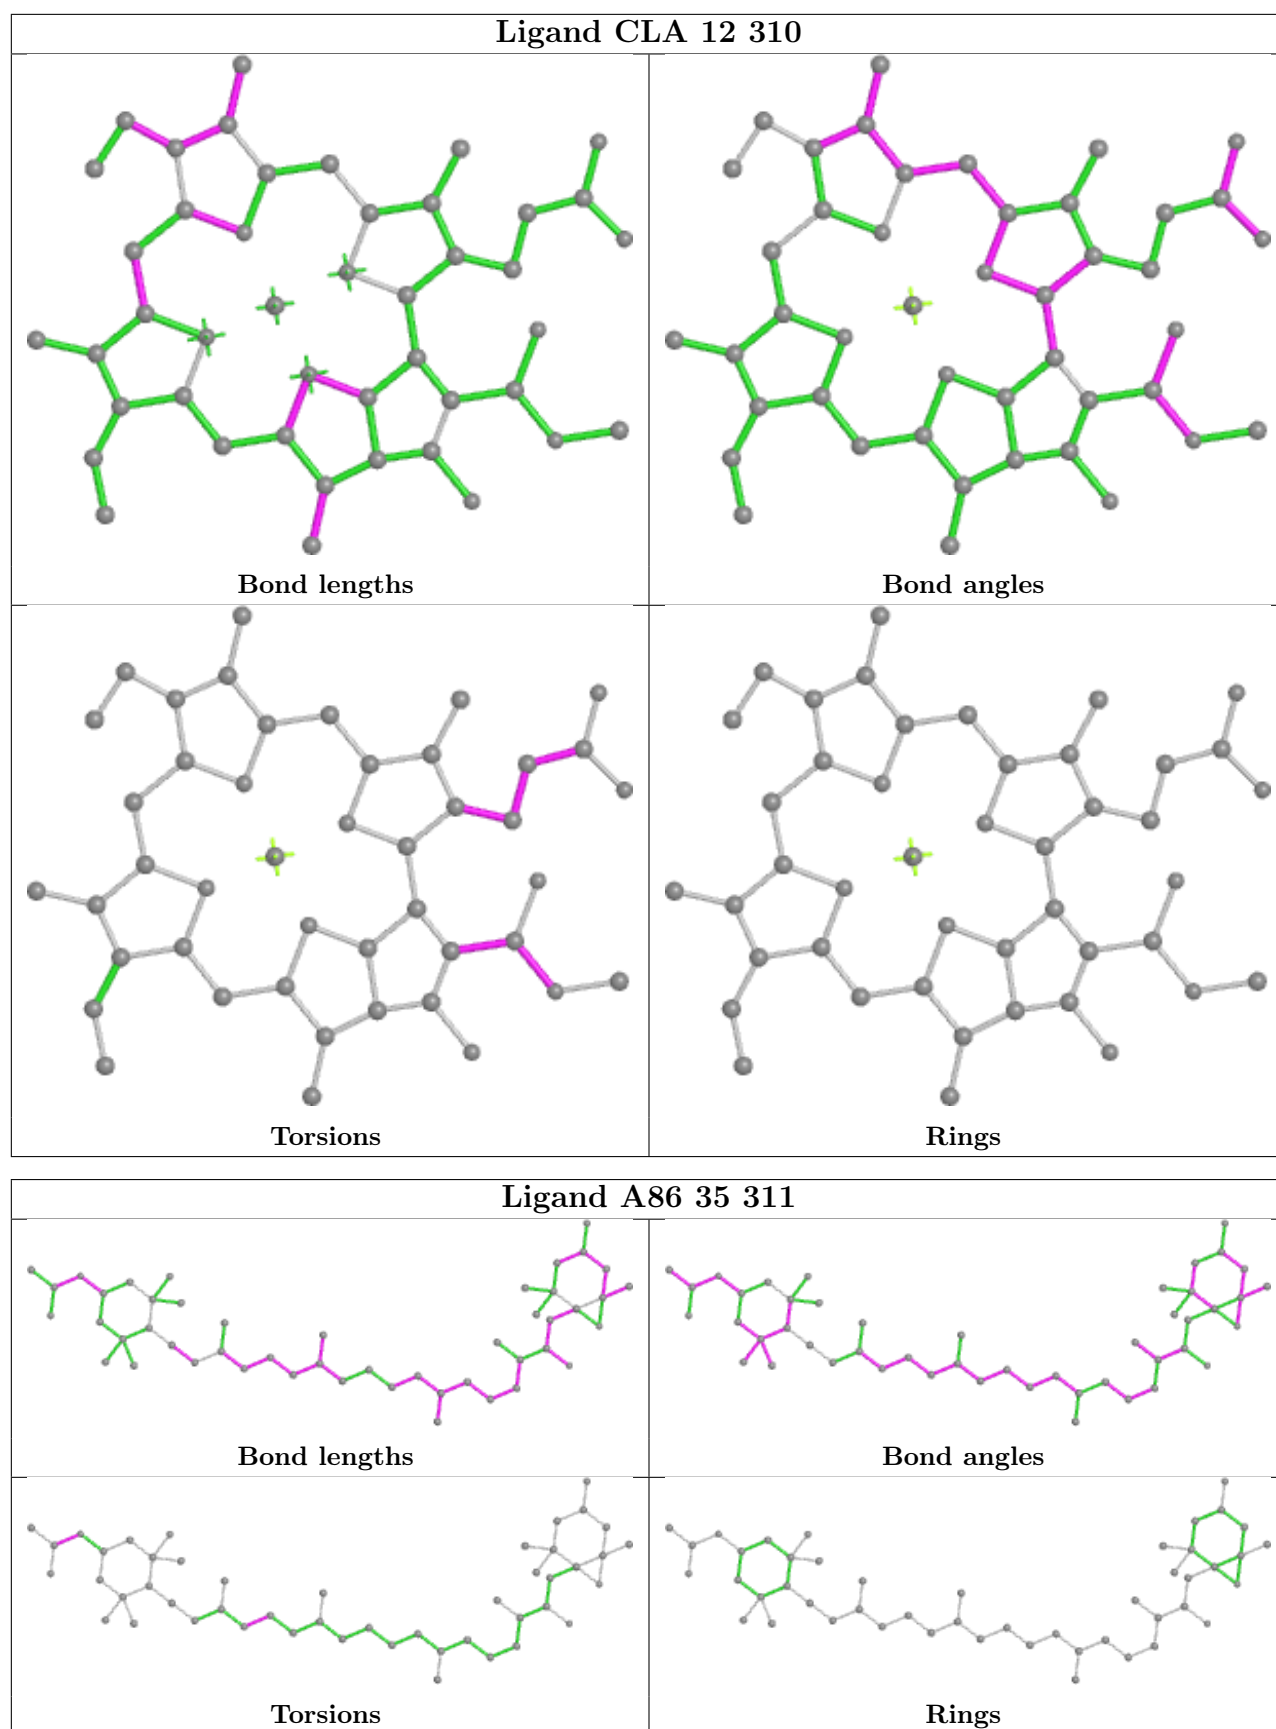 Ligand CLA 12 310
Bond lengths
Bond angles
Torsions
Rings
Ligand A86 35 311
Bond lengths
Bond angles
Torsions
Rings